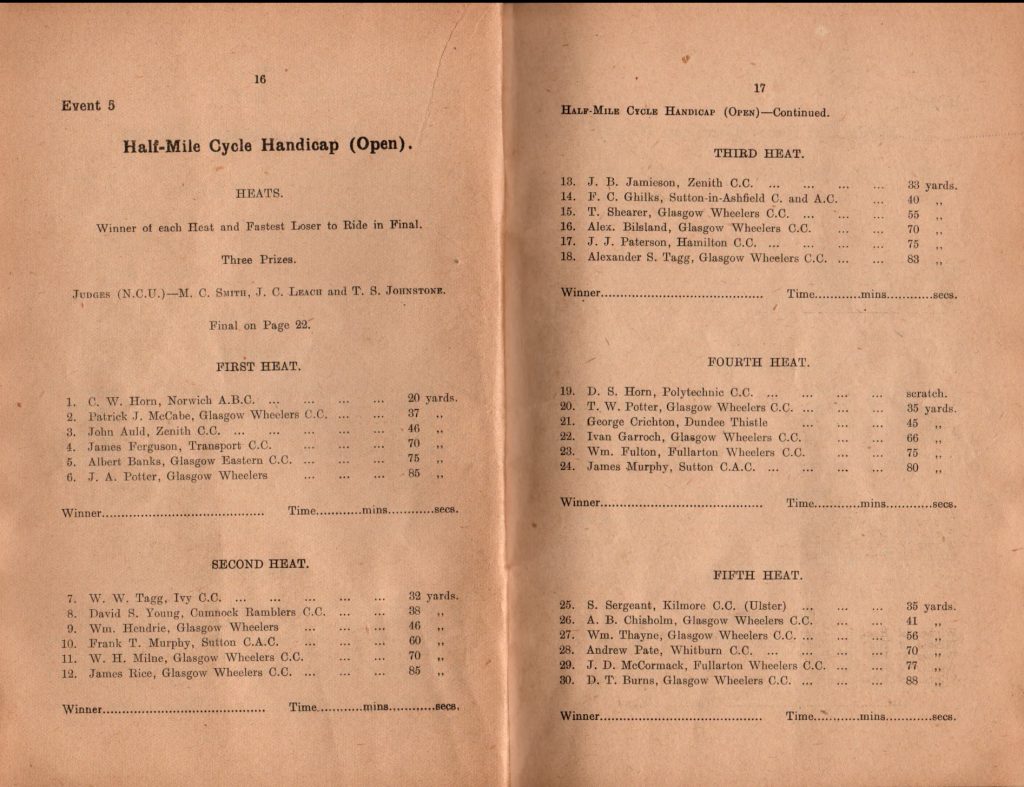 16
Event 5
Half-Mile Cycle Handicap (Open).
HEATS.
Winner of each Heat and Fastest Loser to Ride in Final.
Three Prizes.
Judges (N.C.U.)—M. C. Smith, J. C. Leach and T. S. Johnstone.
Final on Page 22.
FIRST HEAT.
1. C. W. Horn, Norwich A.B.C. ... ... ... ... 20 yards.
2. Patrick J. McCabe, Glasgow Wheelers C.C. ... ... 37 ,,
3. John Auld, Zenith C.C. ... ... ... ... ... 46 ,,
4. James Ferguson, Transport C.C. ... ... ... 70 ,,
5. Albert Banks, Glasgow Eastern C.C. ... ... ... 75 ,,
6. J. A. Potter, Glasgow Wheelers ... ... ... 85 ,,
Winner........................................ Time............mins............secs.
SECOND HEAT.
7. W. W. Tagg, Ivy C.C. ... ... ... ... ... 32 yards.
8. David S. Young, Cumnock Ramblers C.C. ... ... 38 ,,
9. Wm. Hendrie, Glasgow Wheelers ... ... ... 46 ,,
10. Frank T. Murphy, Sutton C.A.C. ... ... ... 60 ,,
11. W. H. Milne, Glasgow Wheelers C.C. ... ... 70 ,,
12. James Rice, Glasgow Wheelers C.C. ... ... ... 85 ,,
Winner........................................ Time............mins............secs.
17
Half-Mile Cycle Handicap (Open)—Continued.
THIRD HEAT.
13. J. B. Jamieson, Zenith C.C. ... ... ... ... 33 yards.
14. F. C. Ghilks, Sutton-in-Ashfield C. and A.C. ... 40 ,,
15. T. Shearer, Glasgow Wheelers C.C. ... ... ... 55 ,,
16. Alex. Bilsland, Glasgow Wheelers C.C. ... ... 70 ,,
17. J. J. Paterson, Hamilton C.C. ... ... ... ... 75 ,,
18. Alexander S. Tagg, Glasgow Wheelers C.C. ... ... 83 ,,
Winner........................................ Time............mins............secs.
FOURTH HEAT.
19. D. S. Horn, Polytechnic C.C. ... ... ... ... scratch.
20. T. W. Potter, Glasgow Wheelers C.C. ... ... ... 35 yards.
21. George Crichton, Dundee Thistle ... ... ... 45 ,,
22. Ivan Garroch, Glasgow Wheelers C.C. ... ... 66 ,,
23. Wm. Fulton, Fullarton Wheelers C.C. ... ... 75 ,,
24. James Murphy, Sutton C.A.C. ... ... ... ... 80 ,,
Winner........................................ Time............mins............secs.
FIFTH HEAT.
25. S. Sergeant, Kilmore C.C. (Ulster) ... ... ... 35 yards.
26. A. B. Chisholm, Glasgow Wheelers C.C. ... ... 41 ,,
27. Wm. Thayne, Glasgow Wheelers C.C. ... ... ... 56 ,,
28. Andrew Pate, Whitburn C.C. ... ... ... ... 70 ,,
29. J. D. McCormack, Fullarton Wheelers C.C. ... ... 77 ,,
30. D. T. Burns, Glasgow Wheelers C.C. ... ... ... 88 ,,
Winner........................................ Time............mins............secs.